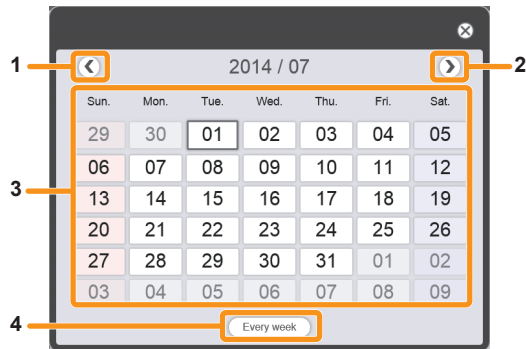 1 2014 / 07 2
Sun. Mon. Tue. Wed. Thu. Fri. Sat.
29 30 01 02 03 04 05
06 07 08 09 10 11 12
3
13 14 15 16 17 18 19
20 21 22 23 24 25 26
27 28 29 30 31 01 02
03 04 05 06 07 08 09
4 Every week